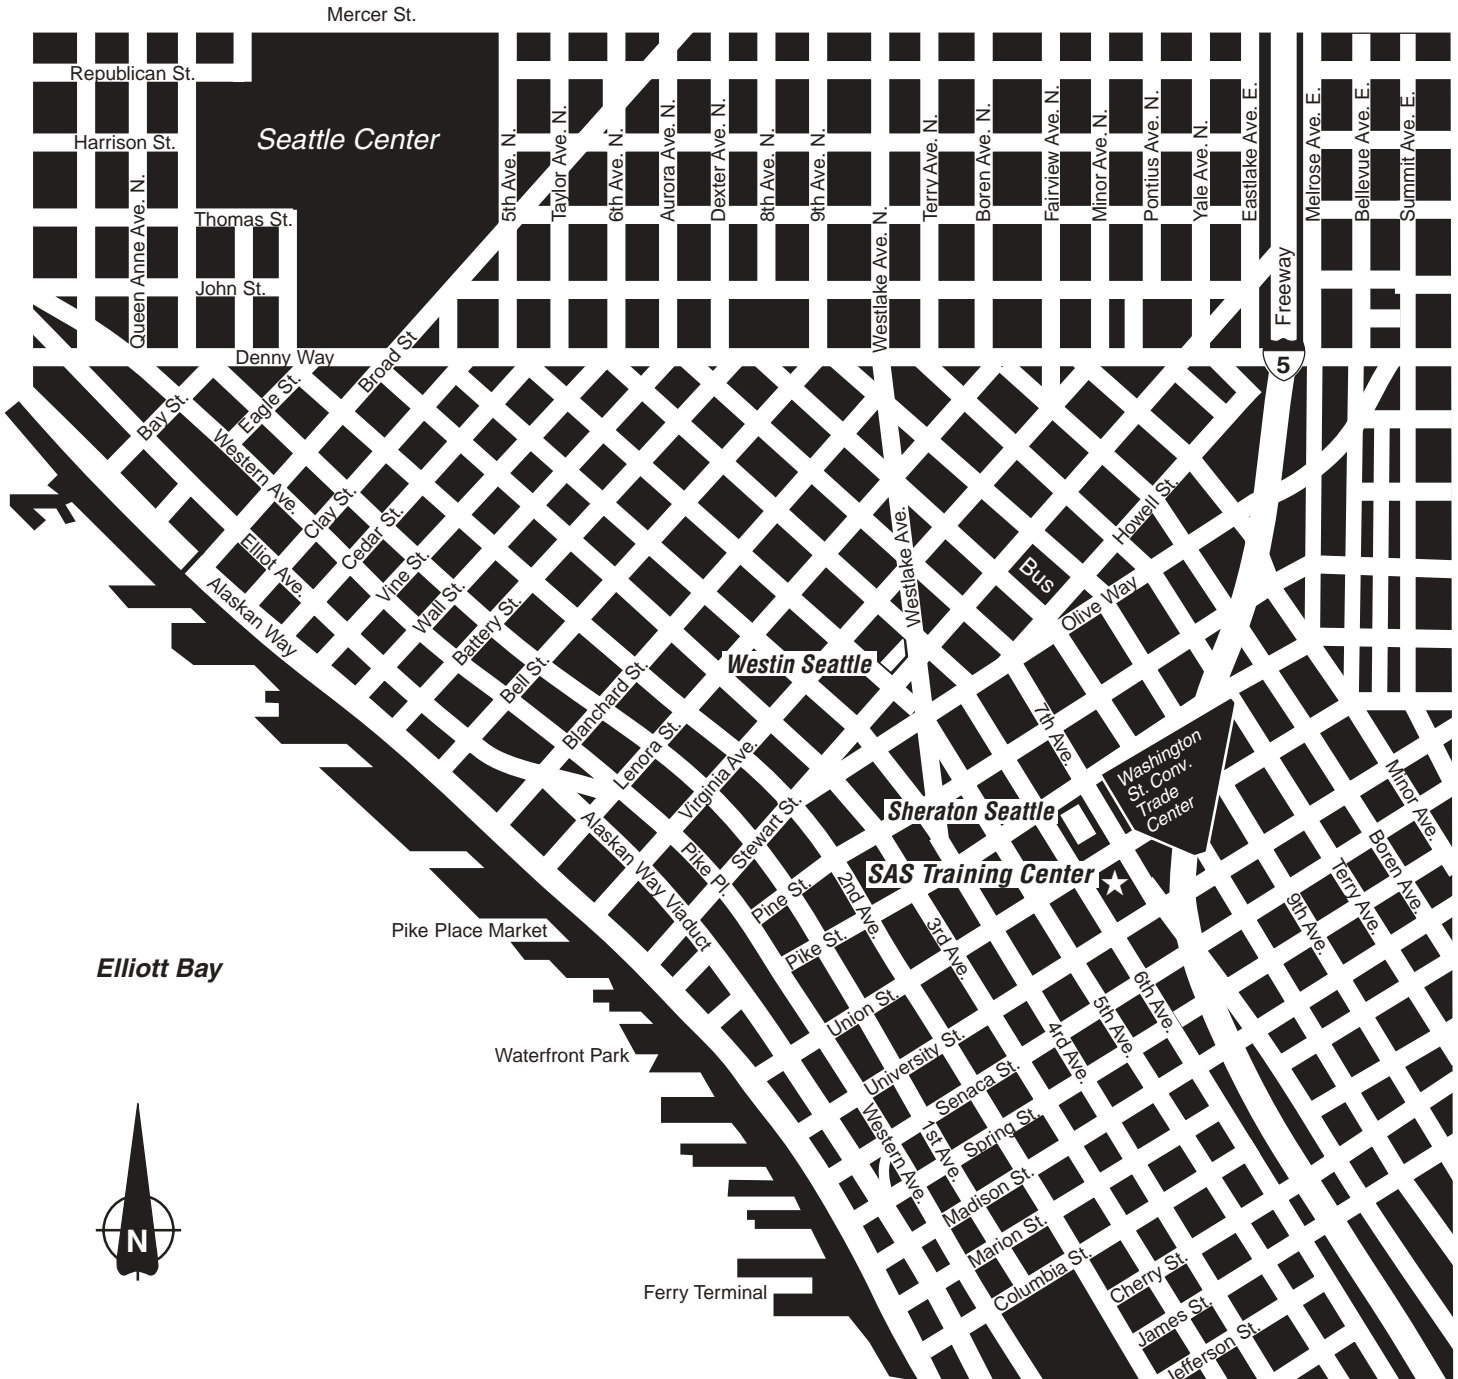 Mercer St.
Republican St.
Harrison St.
Seattle Center
Queen Anne Ave. N.
Thomas St.
John St.
Denny Way
5th Ave. N.
Taylor Ave. N.
6th Ave. N.
Aurora Ave. N.
Dexter Ave. N.
8th Ave. N.
9th Ave. N.
Westlake Ave. N.
Terry Ave. N.
Boren Ave. N.
Fairview Ave. N.
Minor Ave. N.
Pontius Ave. N.
Yale Ave. N.
Eastlake Ave. E.
Freeway
5
Melrose Ave. E.
Bellevue Ave. E.
Summit Ave. E.
Broad St
Bay St.
Eagle St.
Western Ave.
Clay St.
Cedar St.
Elliot Ave.
Vine St.
Wall St.
Alaskan Way
Battery St.
Bell St.
Blanchard St.
Lenora St.
Virginia Ave.
Stewart St.
Westlake Ave.
Howell St.
Bus
Olive Way
Westin Seattle
7th Ave.
Washington
St. Conv.
Trade
Center
Sheraton Seattle
SAS Training Center
Alaskan Way Viaduct
Pike Pl.
Pine St.
Pike St.
2nd Ave.
3rd Ave.
Minor Ave.
Boren Ave.
Terry Ave.
9th Ave.
Pike Place Market
Elliott Bay
Union St.
University St.
Senaca St.
Spring St.
4rd Ave.
5th Ave.
6th Ave.
Waterfront Park
Western Ave.
1st Ave.
Madison St.
Marion St.
Columbia St.
Cherry St.
James St.
Jefferson St.
Ferry Terminal
N